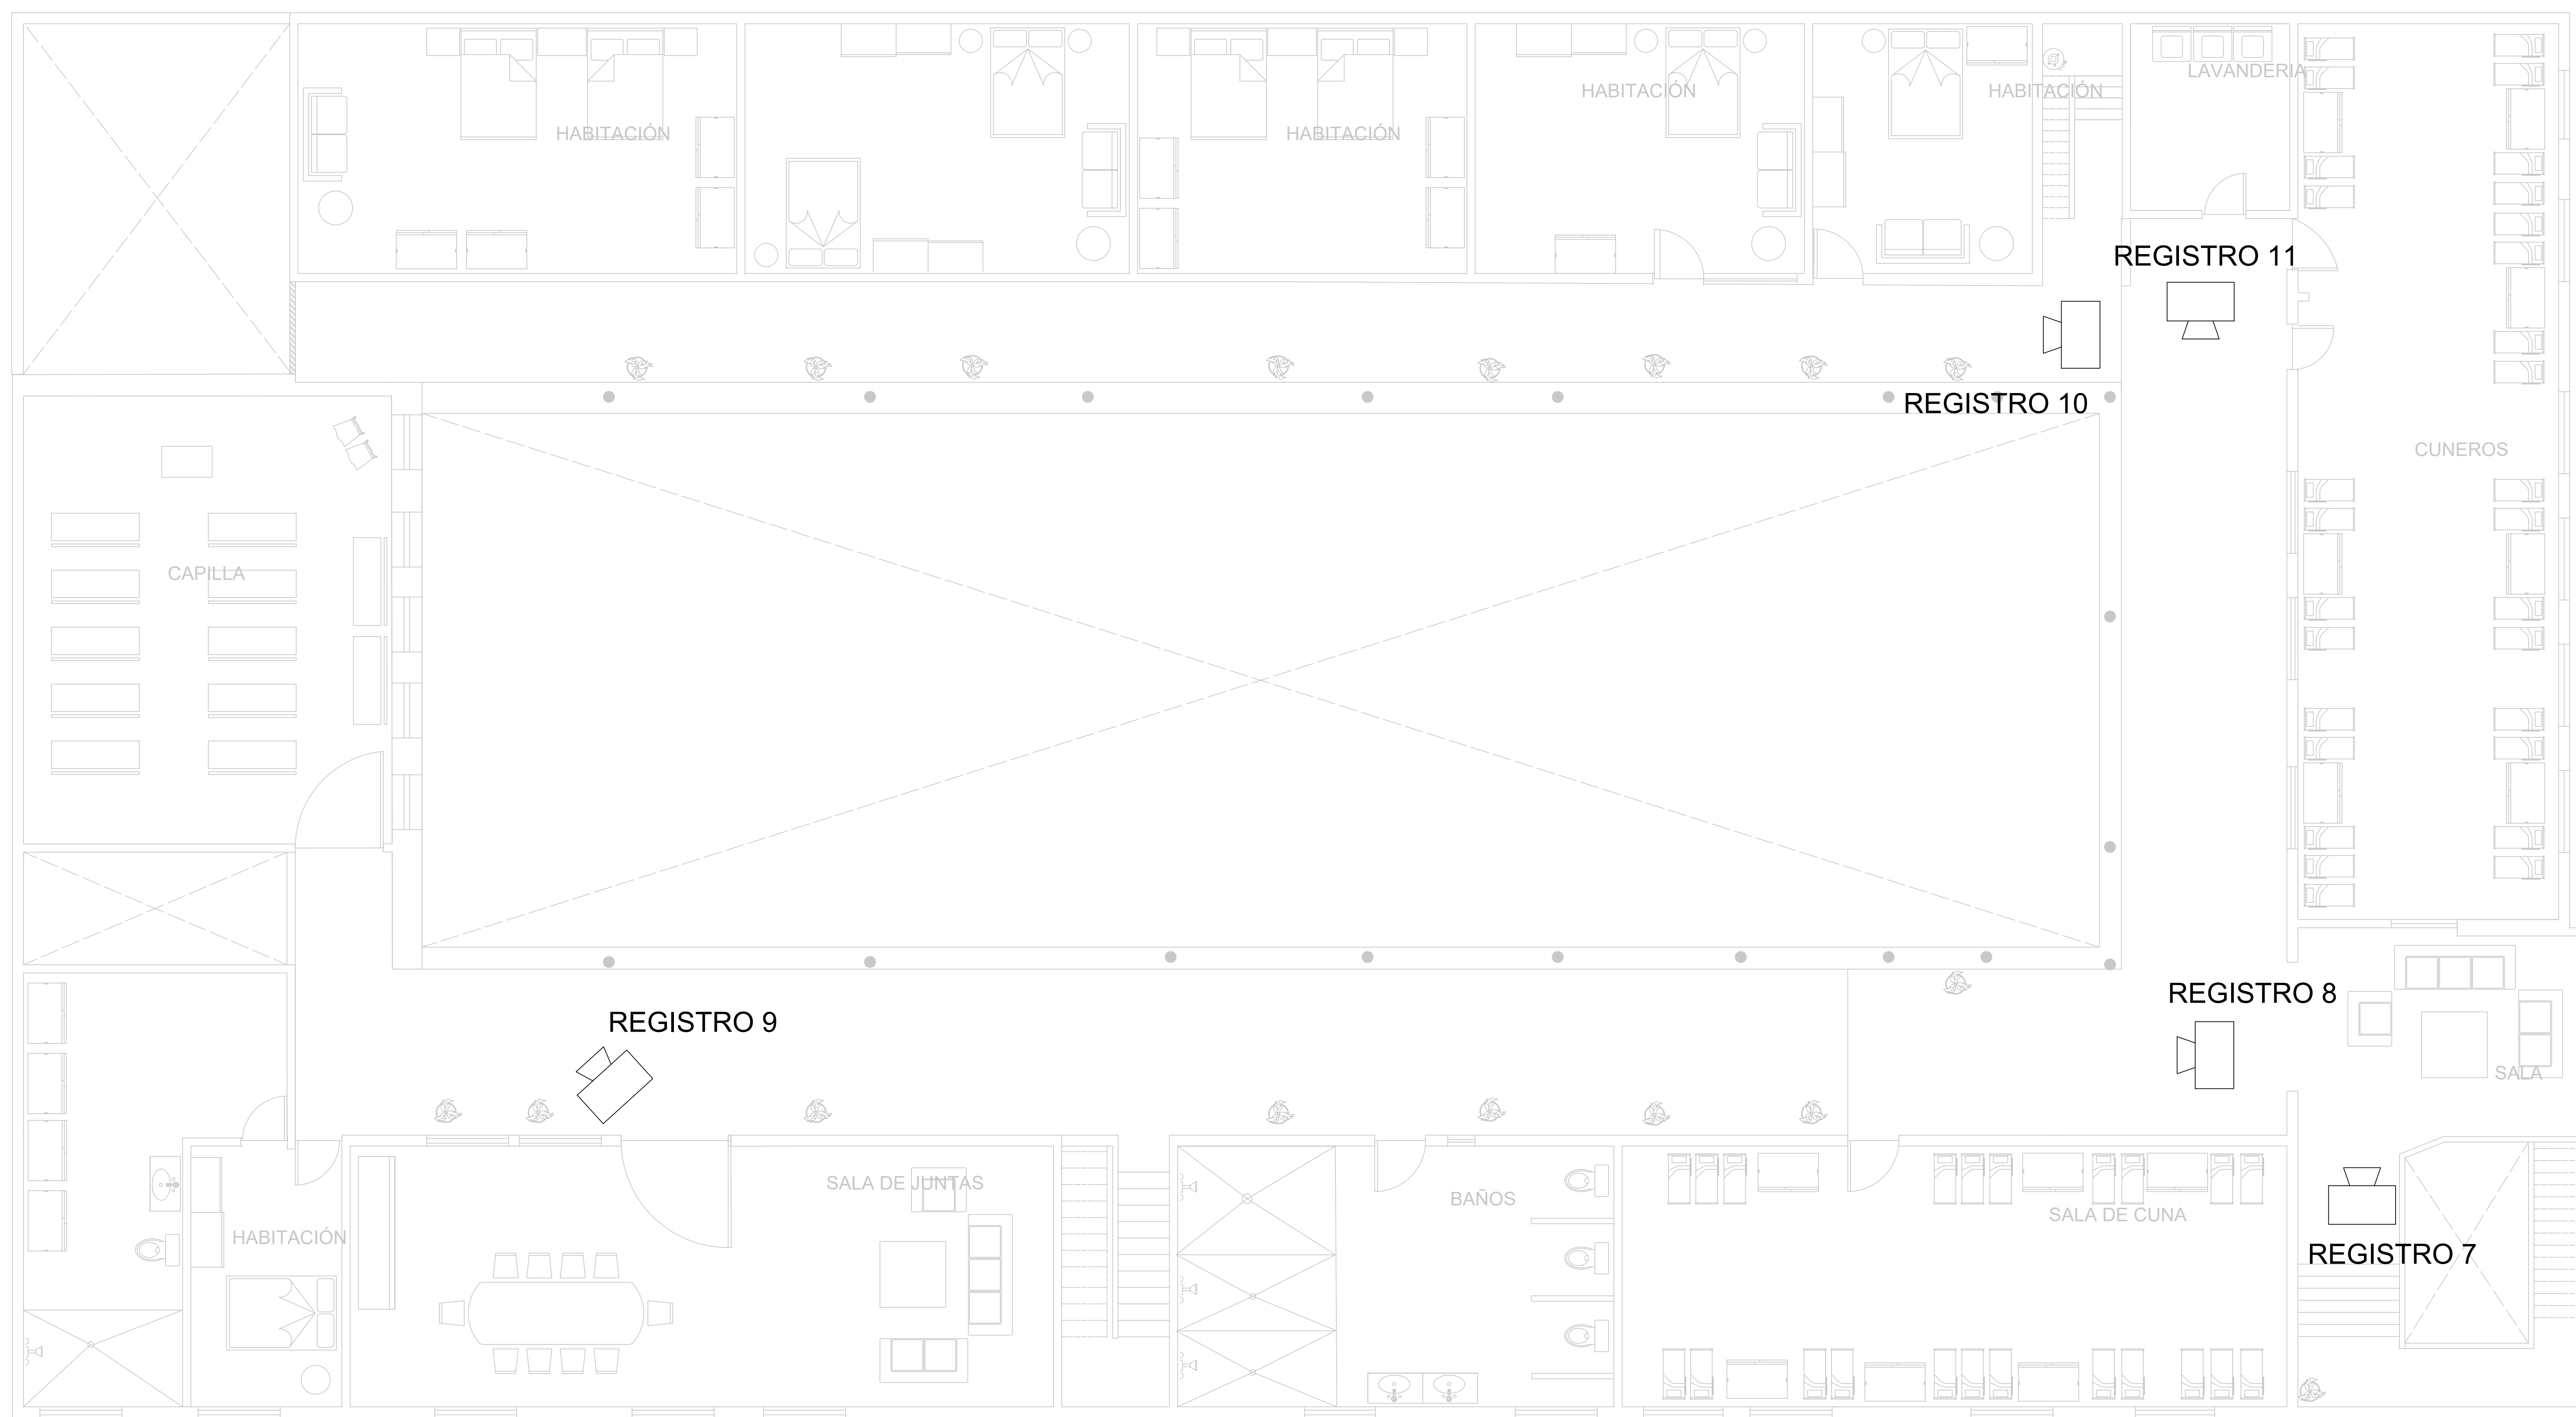 LAVANDERIA
HABITACIÓN
HABITACIÓN
HABITACIÓN
HABITACIÓN
REGISTRO 11
REGISTRO 10
CUNEROS
CAPILLA
REGISTRO 8
REGISTRO 9
SALA
SALA DE JUNTAS
BAÑOS
SALA DE CUNA
HABITACIÓN
REGISTRO 7